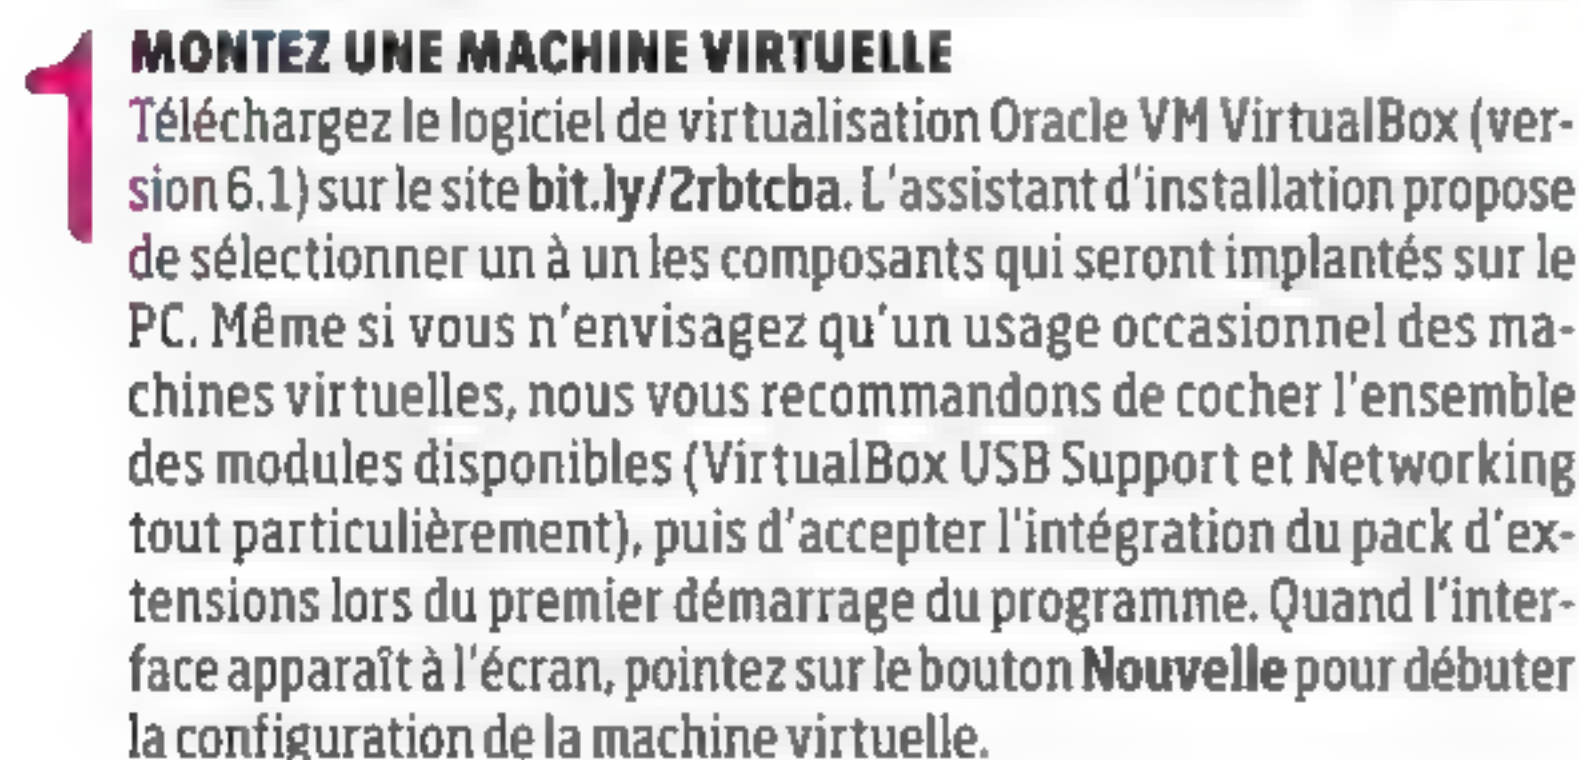 1 MONTEZ UNE MACHINE VIRTUELLE
Téléchargez le logiciel de virtualisation Oracle VM VirtualBox (ver-
sion 6.1) sur le site bit.ly/2rbtcba. L'assistant d'installation propose
de sélectionner un à un les composants qui seront implantés sur le
PC. Même si vous n'envisagez qu'un usage occasionnel des ma-
chines virtuelles, nous vous recommandons de cocher l'ensemble
des modules disponibles (VirtualBox USB Support et Networking
tout particulièrement), puis d'accepter l'intégration du pack d'ex-
tensions lors du premier démarrage du programme. Quand l'inter-
face apparaît à l'écran, pointez sur le bouton Nouvelle pour débuter
la configuration de la machine virtuelle.